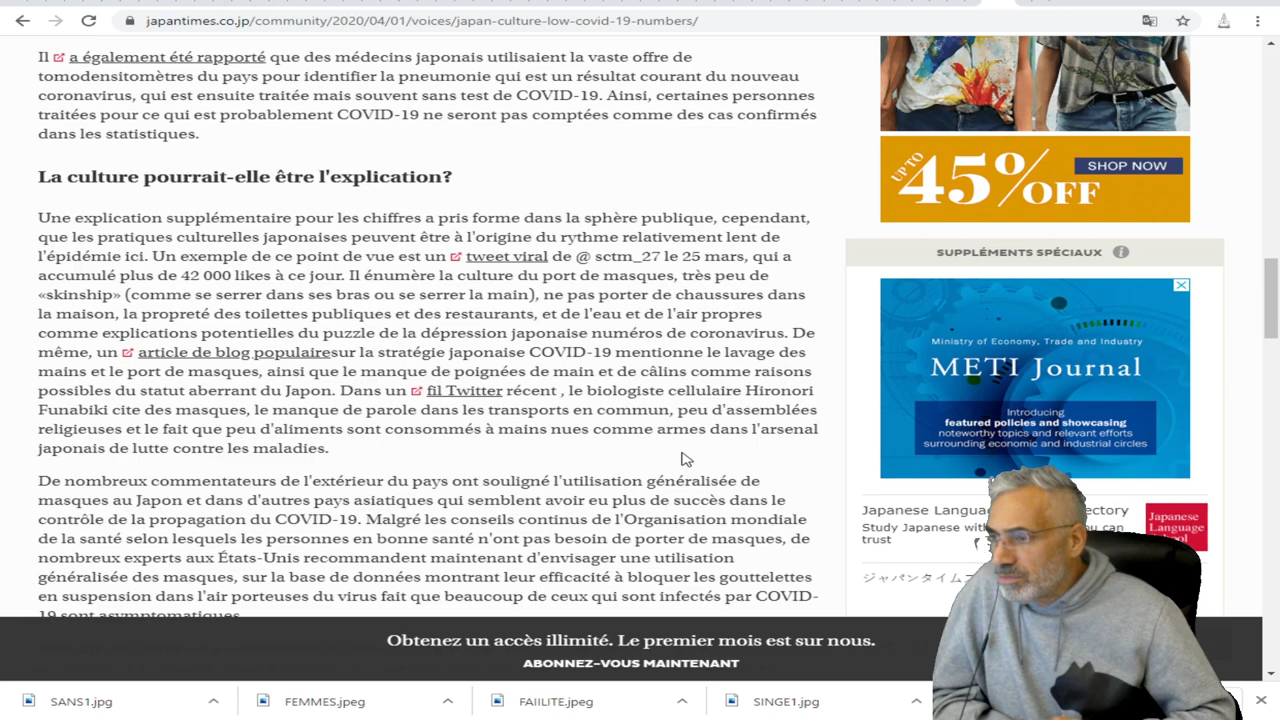 japantimes.co.jp/community/2020/04/01/voices/japan-culture-low-covid-19-numbers/
Il a également été rapporté que des médecins japonais utilisaient la vaste offre de
tomodensitomètres du pays pour identifier la pneumonie qui est un résultat courant du nouveau
coronavirus, qui est ensuite traitée mais souvent sans test de COVID-19. Ainsi, certaines personnes
traitées pour ce qui est probablement COVID-19 ne seront pas comptées comme des cas confirmés
dans les statistiques.
La culture pourrait-elle être l'explication?
Une explication supplémentaire pour les chiffres a pris forme dans la sphère publique, cependant,
que les pratiques culturelles japonaises peuvent être à l'origine du rythme relativement lent de
l'épidémie ici. Un exemple de ce point de vue est un tweet viral de @ sctm_27 le 25 mars, qui a
accumulé plus de 42 000 likes à ce jour. Il énumère la culture du port de masques, très peu de
«skinship» (comme se serrer dans ses bras ou se serrer la main), ne pas porter de chaussures dans
la maison, la propreté des toilettes publiques et des restaurants, et de l'eau et de l'air propres
comme explications potentielles du puzzle de la dépression japonaise numéros de coronavirus. De
même, un article de blog populairesur la stratégie japonaise COVID-19 mentionne le lavage des
mains et le port de masques, ainsi que le manque de poignées de main et de câlins comme raisons
possibles du statut aberrant du Japon. Dans un fil Twitter récent , le biologiste cellulaire Hironori
Funabiki cite des masques, le manque de parole dans les transports en commun, peu d'assemblées
religieuses et le fait que peu d'aliments sont consommés à mains nues comme armes dans l'arsenal
japonais de lutte contre les maladies.
De nombreux commentateurs de l'extérieur du pays ont souligné l'utilisation généralisée de
masques au Japon et dans d'autres pays asiatiques qui semblent avoir eu plus de succès dans le
contrôle de la propagation du COVID-19. Malgré les conseils continus de l'Organisation mondiale
de la santé selon lesquels les personnes en bonne santé n'ont pas besoin de porter de masques, de
nombreux experts aux États-Unis recommandent maintenant d'envisager une utilisation
généralisée des masques, sur la base de données montrant leur efficacité à bloquer les gouttelettes
en suspension dans l'air porteuses du virus fait que beaucoup de ceux qui sont infectés par COVID-
19 sont asymptomatiques.
UP TO
45% OFF
SHOP NOW
SUPPLÉMENTS SPÉCIAUX
Ministry of Economy, Trade and Industry
METI Journal
Introducing
featured policies and showcasing
noteworthy topics and relevant efforts
surrounding economic and industrial circles
Japanese Langua ectory
Study Japanese wit you can
trust
Japanese
Language
School
ジャパンタイム
Obtenez un accès illimité. Le premier mois est sur nous.
ABONNEZ-VOUS MAINTENANT
SANS1.jpg
FEMMES.jpeg
FAIILITE.jpeg
SINGE1.jpg